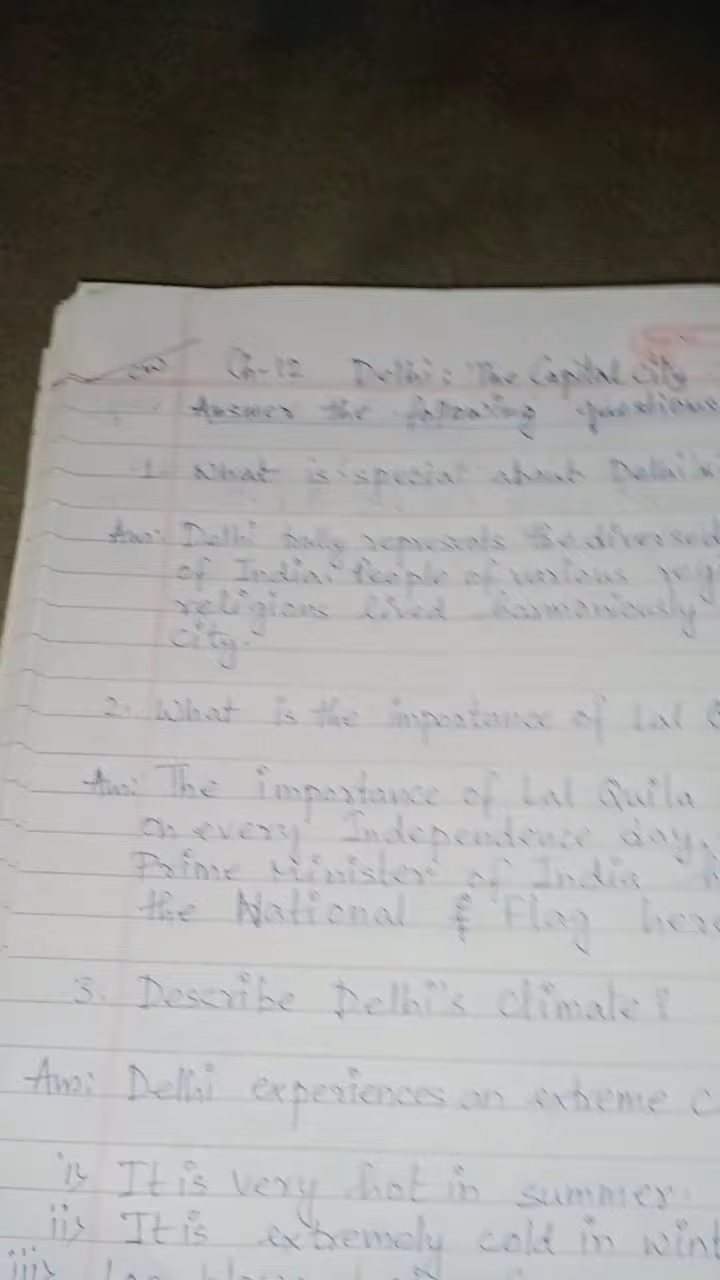 Ch-12 Delhi: The Capital City
Answer the following questions
1. What is special about Delhi
Ans: Delhi truly represents the
of India. People of various
religions lived harmoniously
city.
2. What is the importance of Lal
Ans: The importance of Lal Quila
on every Independence day,
Prime Minister of India
the National Flag
3. Describe Delhi's Climate?
Ans: Delhi experiences an extreme
i) It is very hot in summer.
ii) It is extremely cold in
iii)